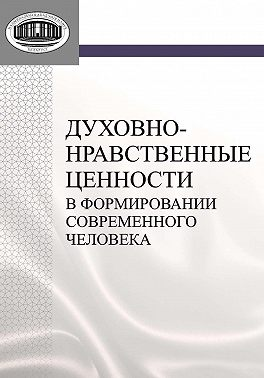 ДУХОВНО-
НРАВСТВЕННЫЕ
ЦЕННОСТИ
В ФОРМИРОВАНИИ
СОВРЕМЕННОГО
ЧЕЛОВЕКА